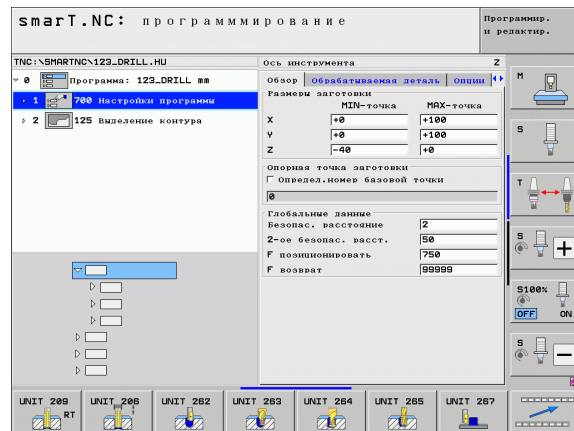 smarT.NC: программмирование
Программир.
и редактир.
TNC:\SMARTNC\123_DRILL.HU
0 Программа: 123_DRILL mm
1 700 Настройки программы
2 125 Выделение контура
Ось инструмента Z
Обзор Обрабатываемая деталь Опции
Размеры заготовки
MIN-точка MAX-точка
X +0 +100
Y +0 +100
Z -40 +0
Опорная точка заготовки
Определ.номер базовой точки
0
Глобальные данные
Безопас. расстояние 2
2-ое безопас. расст. 50
F позиционировать 750
F возврат 99999
M
S
T
S
S100%
OFF ON
S
UNIT 209
RT
UNIT 206
UNIT 262
UNIT 263
UNIT 264
UNIT 265
UNIT 267